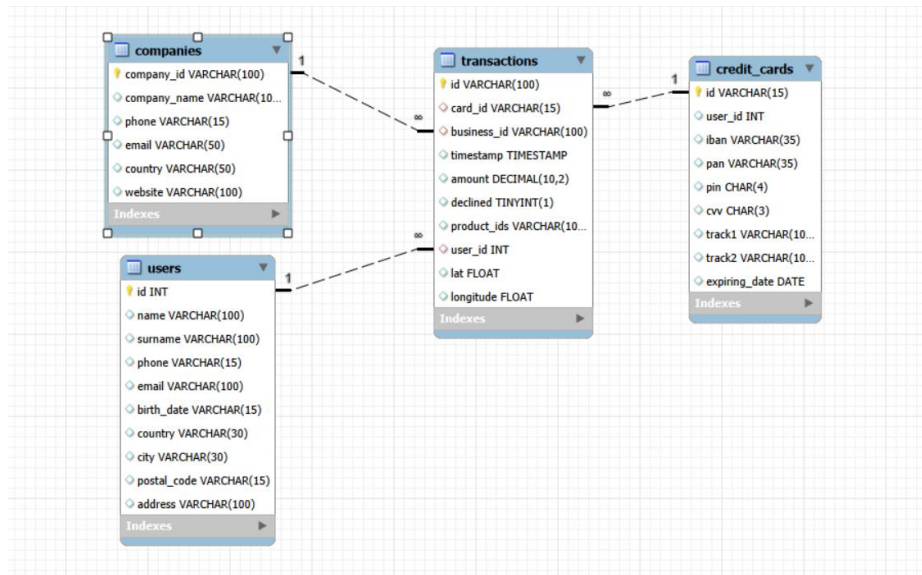 companies
company_id VARCHAR(100)
company_name VARCHAR(10...
phone VARCHAR(15)
email VARCHAR(50)
country VARCHAR(50)
website VARCHAR(100)
Indexes
1
∞
transactions
id VARCHAR(100)
card_id VARCHAR(15)
business_id VARCHAR(100)
timestamp TIMESTAMP
amount DECIMAL(10,2)
declined TINYINT(1)
product_ids VARCHAR(10...
user_id INT
lat FLOAT
longitude FLOAT
Indexes
∞
1
credit_cards
id VARCHAR(15)
user_id INT
iban VARCHAR(35)
pan VARCHAR(35)
pin CHAR(4)
cvv CHAR(3)
track1 VARCHAR(10...
track2 VARCHAR(10...
expiring_date DATE
Indexes
users
id INT
name VARCHAR(100)
surname VARCHAR(100)
phone VARCHAR(15)
email VARCHAR(100)
birth_date VARCHAR(15)
country VARCHAR(30)
city VARCHAR(30)
postal_code VARCHAR(15)
address VARCHAR(100)
Indexes
1
∞